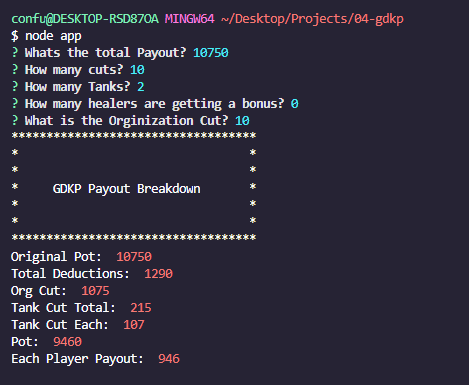 confu@DESKTOP-RSD87OA MINGW64 ~/Desktop/Projects/04-gdkp
$ node app
? Whats the total Payout? 10750
? How many cuts? 10
? How many Tanks? 2
? How many healers are getting a bonus? 0
? What is the Orginization Cut? 10
***********************************
*                                 *
*                                 *
*     GDKP Payout Breakdown       *
*                                 *
*                                 *
***********************************
Original Pot:  10750
Total Deductions:  1290
Org Cut:  1075
Tank Cut Total:  215
Tank Cut Each:  107
Pot:  9460
Each Player Payout:  946